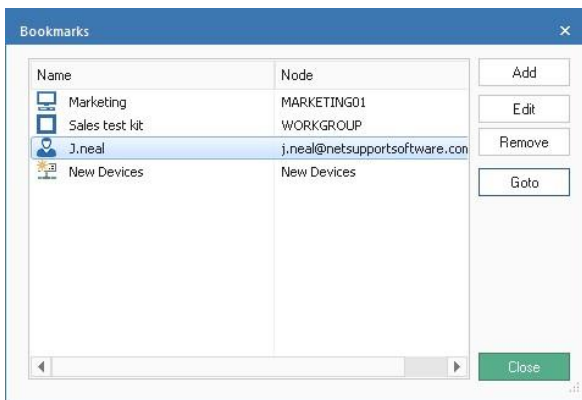 Bookmarks
Name Node Add
Marketing MARKETING01 Edit
Sales test kit WORKGROUP
J.neal j.neal@netsupportsoftware.con Remove
New Devices New Devices Goto
Close